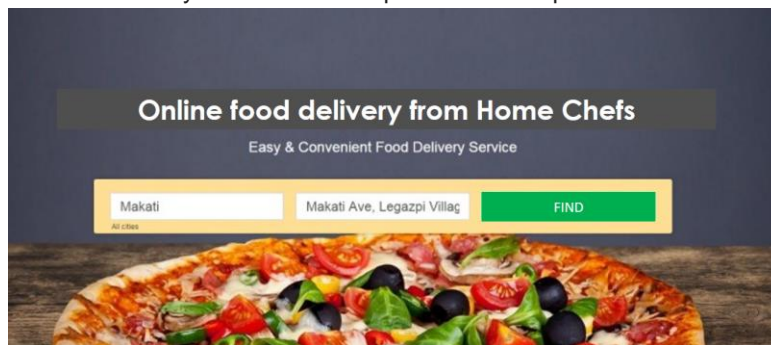 Online food delivery from Home Chefs
Easy & Convenient Food Delivery Service
Makati
Makati Ave, Legazpi Villag
FIND
All cities